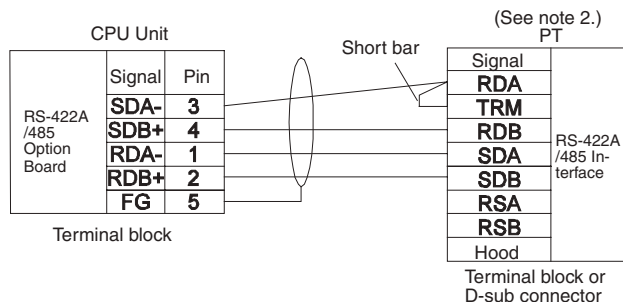 (See note 2.)
CPU Unit
PT
Short bar
RS-422A
/485
Option
Board
Signal Pin
SDA- 3
SDB+ 4
RDA- 1
RDB+ 2
FG 5
Terminal block
Signal
RDA
TRM
RDB
SDA
SDB
RSA
RSB
Hood
RS-422A
/485 In-
terface
Terminal block or
D-sub connector